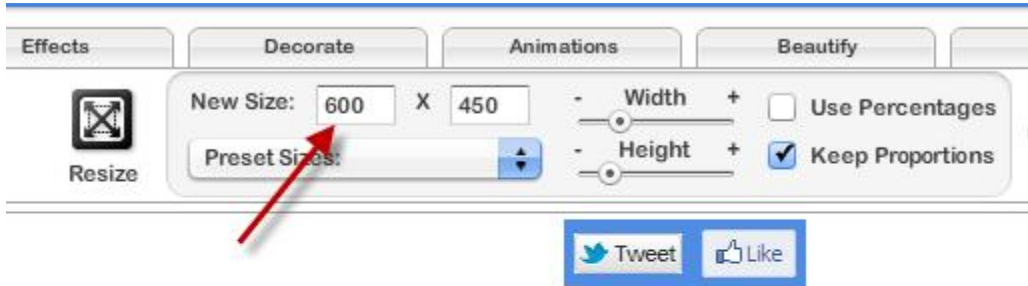 Effects Decorate Animations Beautify
New Size: 600 X 450 - Width + Use Percentages
Resize Preset Sizes: - Height + Keep Proportions
Tweet Like